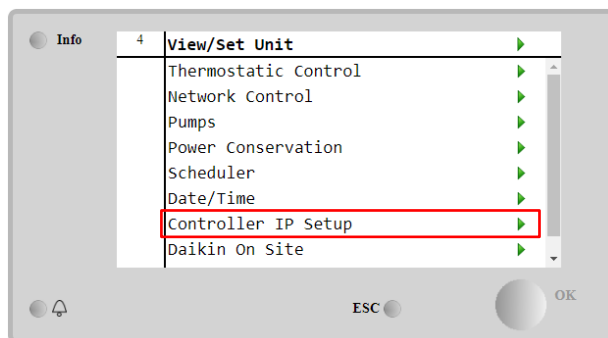 Info
4 View/Set Unit
Thermostatic Control
Network Control
Pumps
Power Conservation
Scheduler
Date/Time
Controller IP Setup
Daikin On Site
ESC
OK